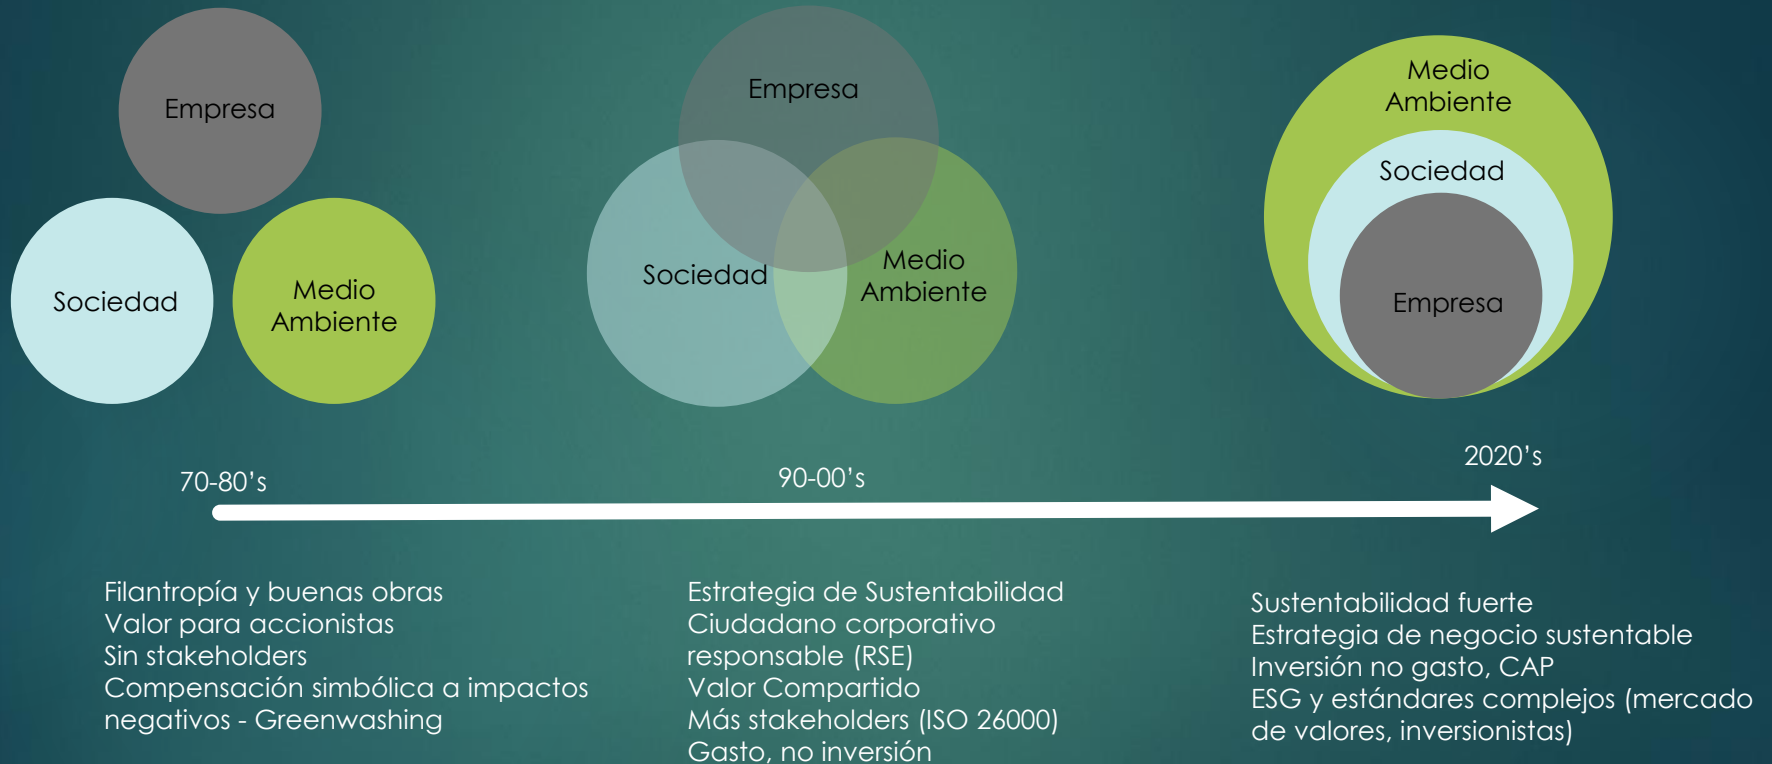 Empresa
Sociedad
Medio
Ambiente
Empresa
Sociedad
Medio
Ambiente
Medio
Ambiente
Sociedad
Empresa
70-80’s
90-00’s
2020’s
Filantropía y buenas obras
Valor para accionistas
Sin stakeholders
Compensación simbólica a impactos
negativos - Greenwashing
Estrategia de Sustentabilidad
Ciudadano corporativo
responsable (RSE)
Valor Compartido
Más stakeholders (ISO 26000)
Gasto, no inversión
Sustentabilidad fuerte
Estrategia de negocio sustentable
Inversión no gasto, CAP
ESG y estándares complejos (mercado
de valores, inversionistas)